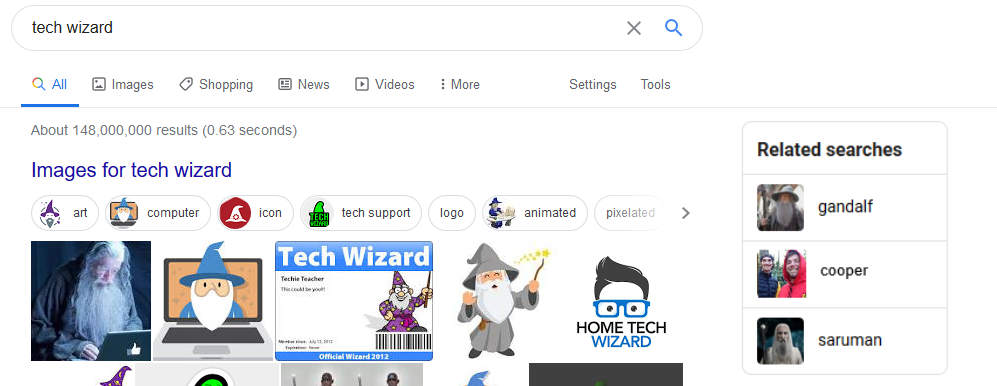 tech wizard
All Images Shopping News Videos More Settings Tools
About 148,000,000 results (0.63 seconds)
Images for tech wizard
art computer icon tech support logo animated pixelated
TECH
WIZARD
Tech Wizard
Techie Teacher
This could be you!!
Member since: July 13, 2012
Expiration: Never
Official Wizard 2012
HOME TECH
WIZARD
Related searches
gandalf
cooper
saruman